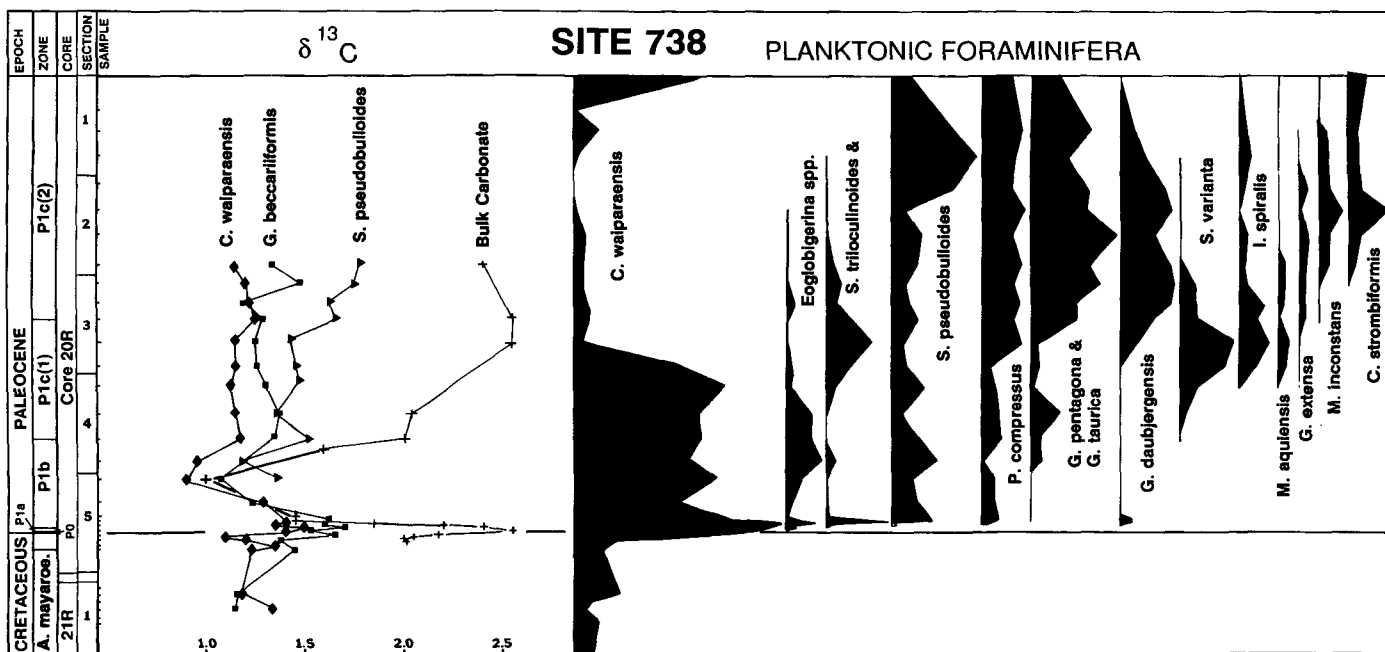 SITE 738
δ 13C
PLANKTONIC FORAMINIFERA
EPOCH
ZONE
CORE
SECTION
SAMPLE
PALEOCENE
CRETACEOUS
P1c(2)
P1c(1)
P1b
P1a
P0
A. mayaroe.
Core 20R
21R
1
2
3
4
5
1
C. waiparaensis
G. beccariiformis
S. pseudobulloides
Bulk Carbonate
1.0
1.5
2.0
2.5
C. waiparaensis
Eoglobigerina spp.
S. triloculinoides &
S. pseudobulloides
P. compressus
G. pentagona &
G. taurica
G. daubjergensis
S. varianta
I. spiralis
M. aquiensis
G. extensa
M. inconstans
C. strombiformis